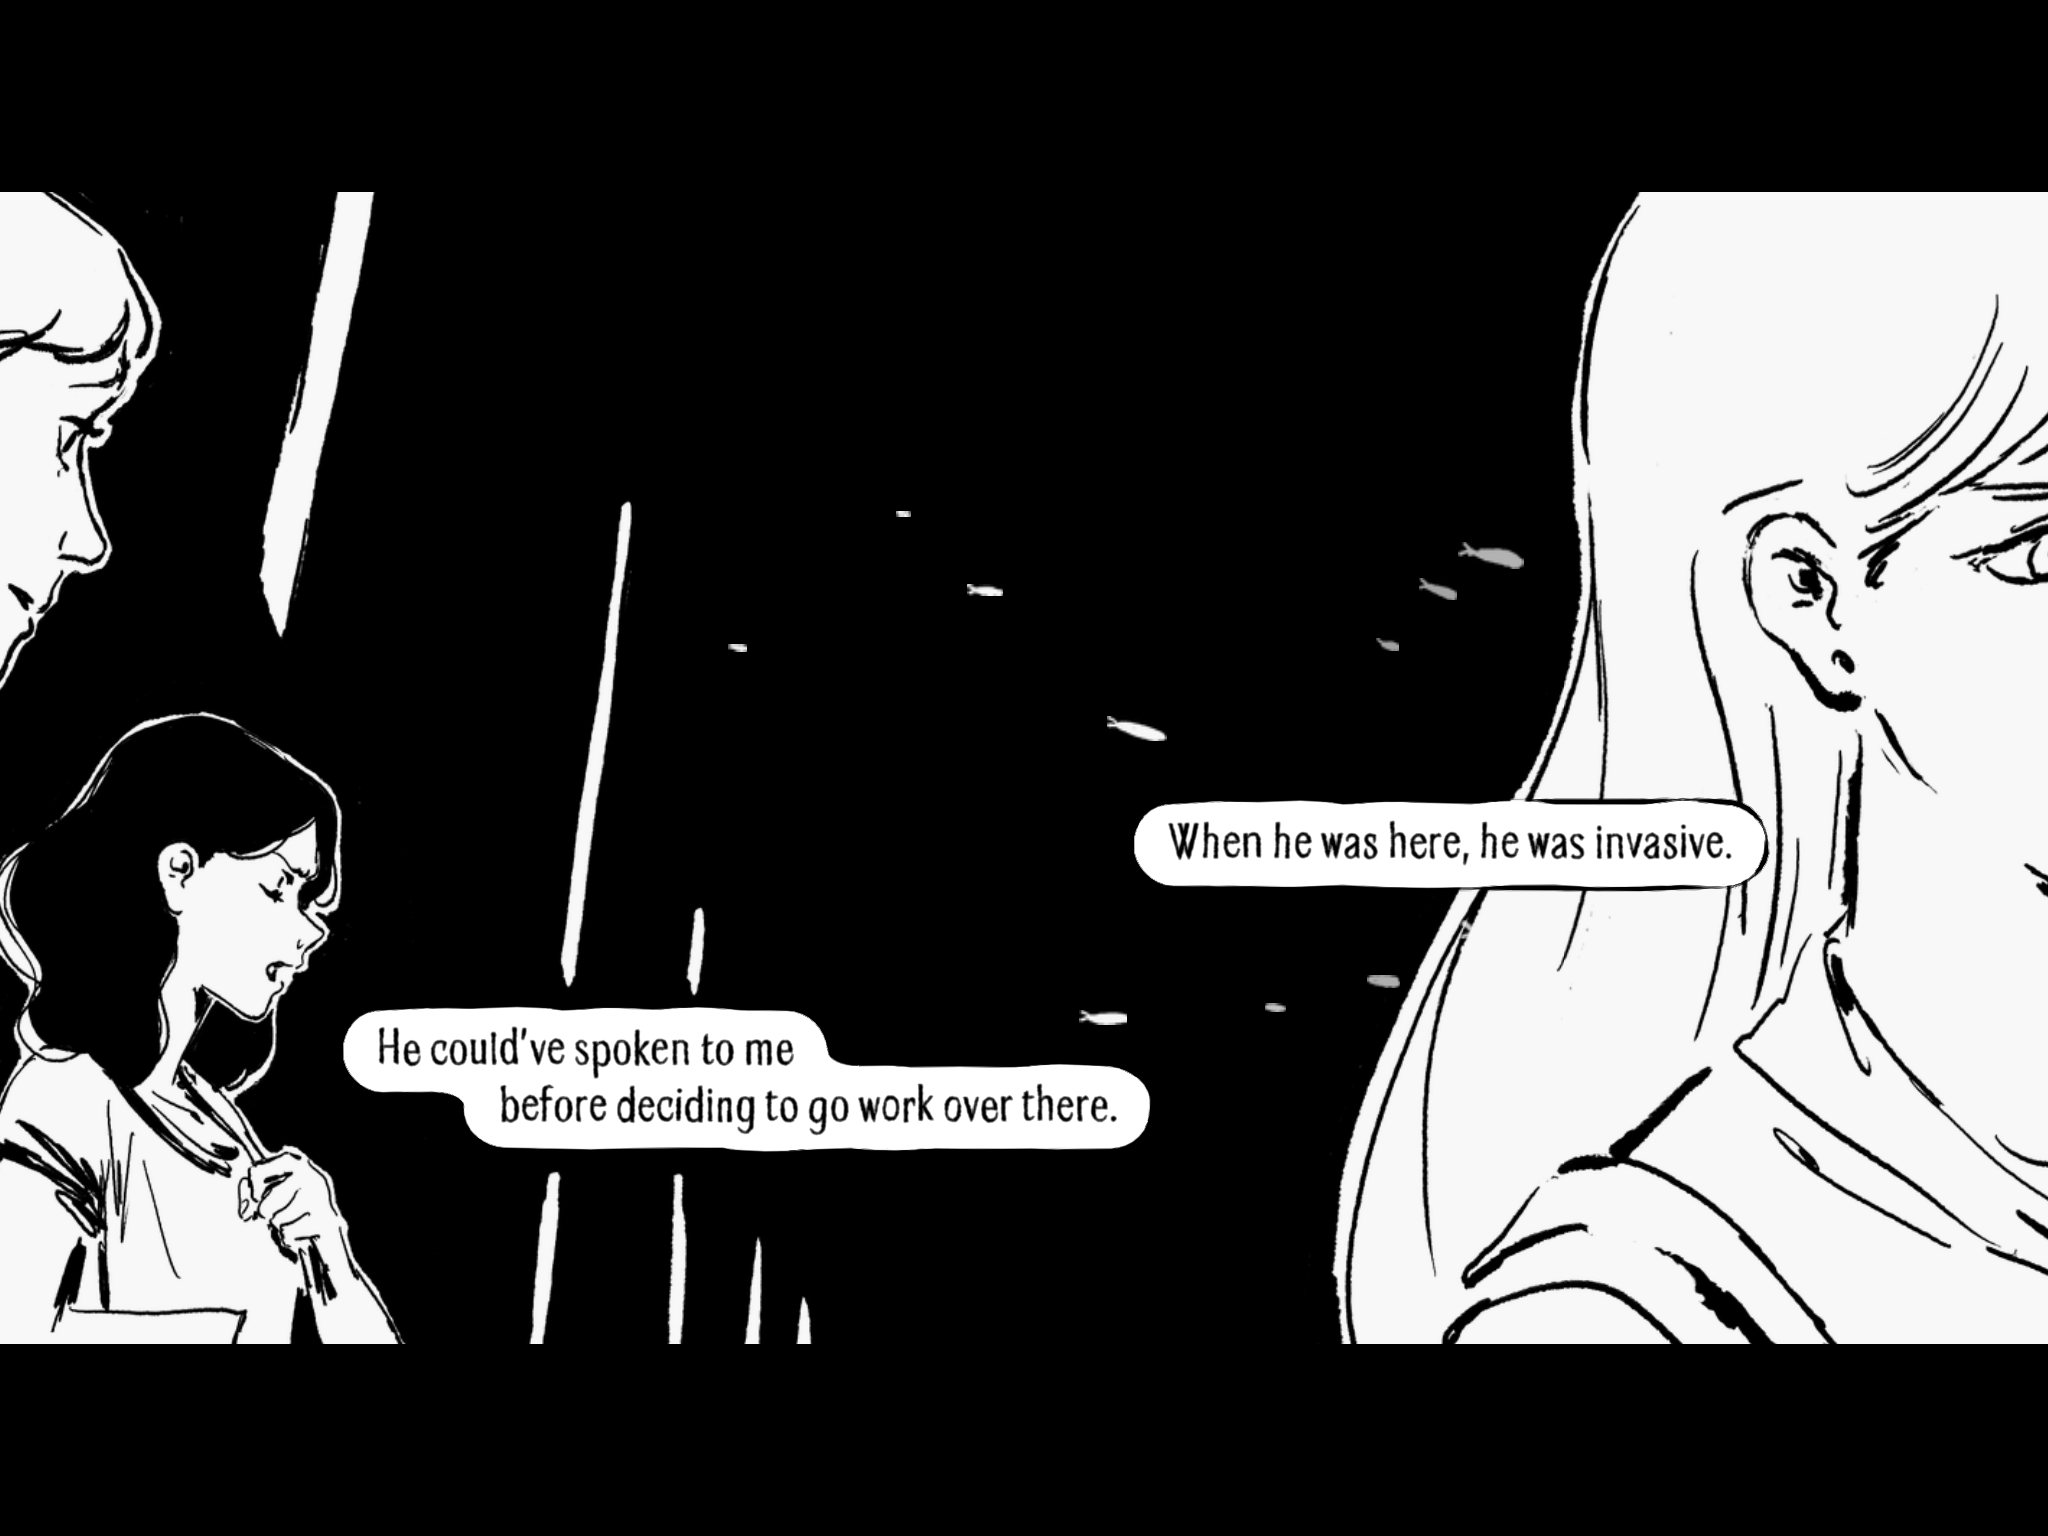 When he was here, he was invasive.
He could've spoken to me
before deciding to go work over there.